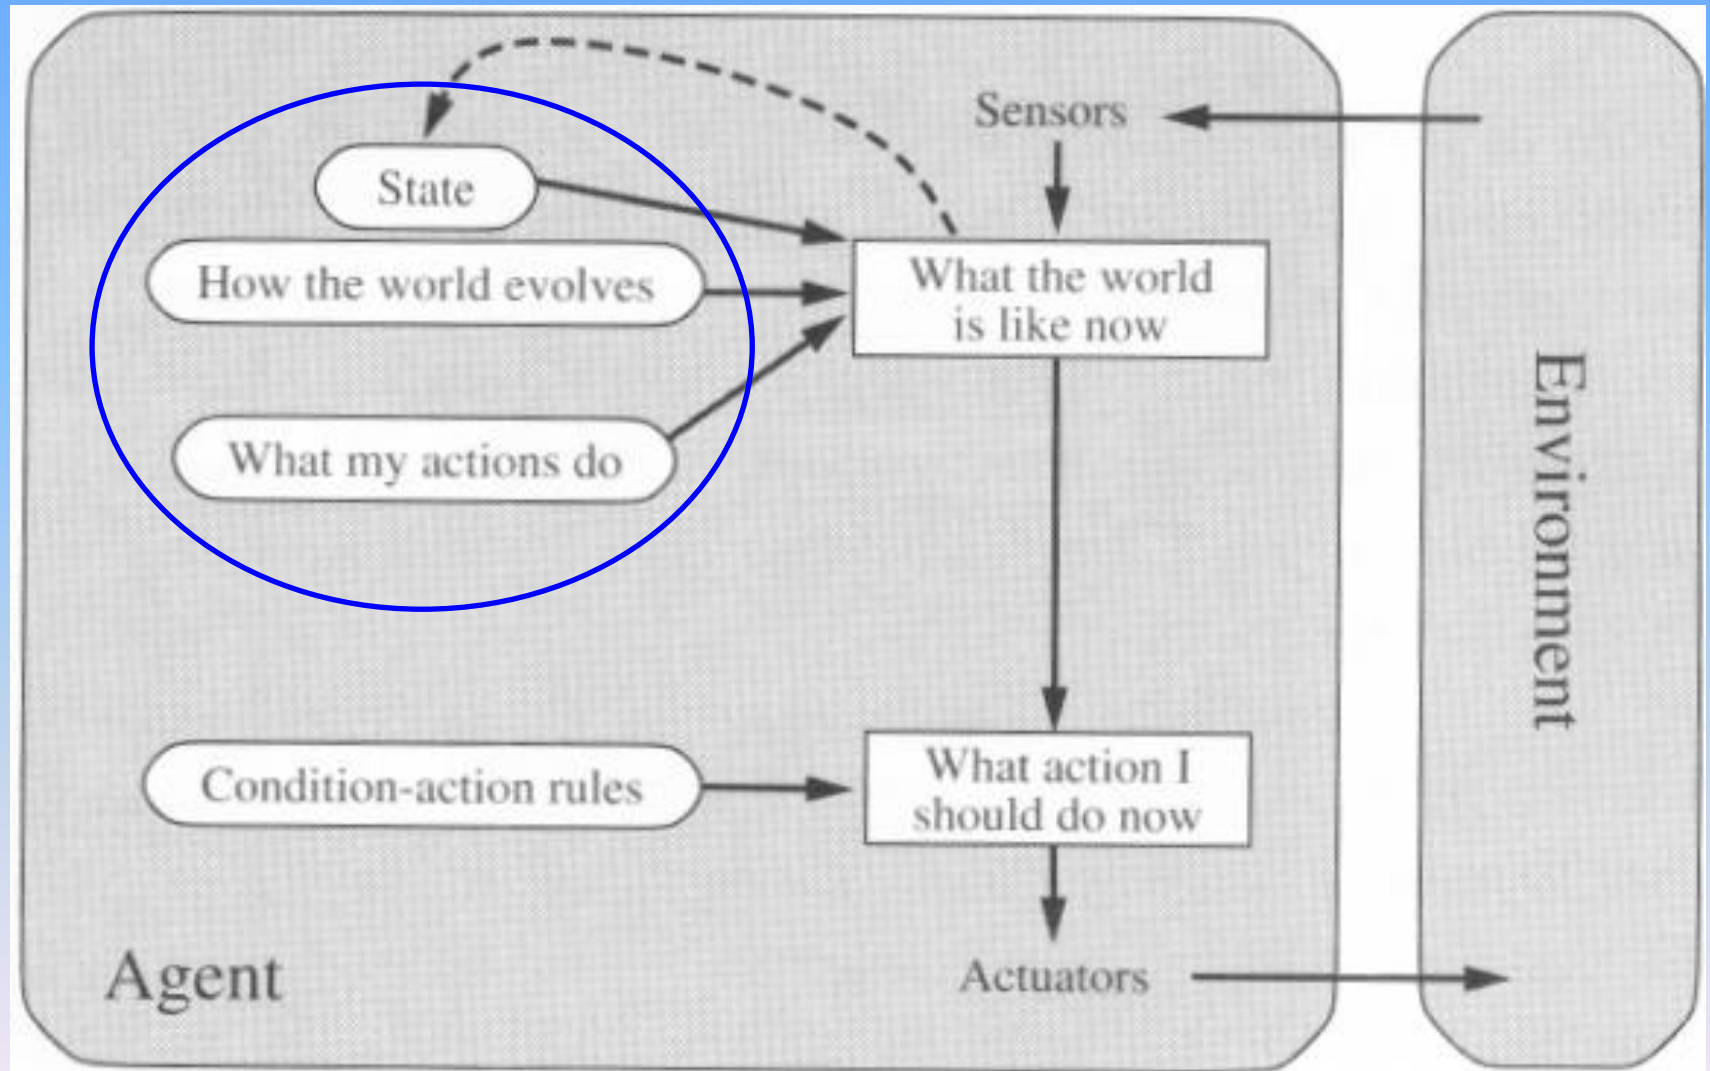 Sensors
State
How the world evolves
What the world
is like now
What my actions do
Environment
Condition-action rules
What action I
should do now
Agent
Actuators